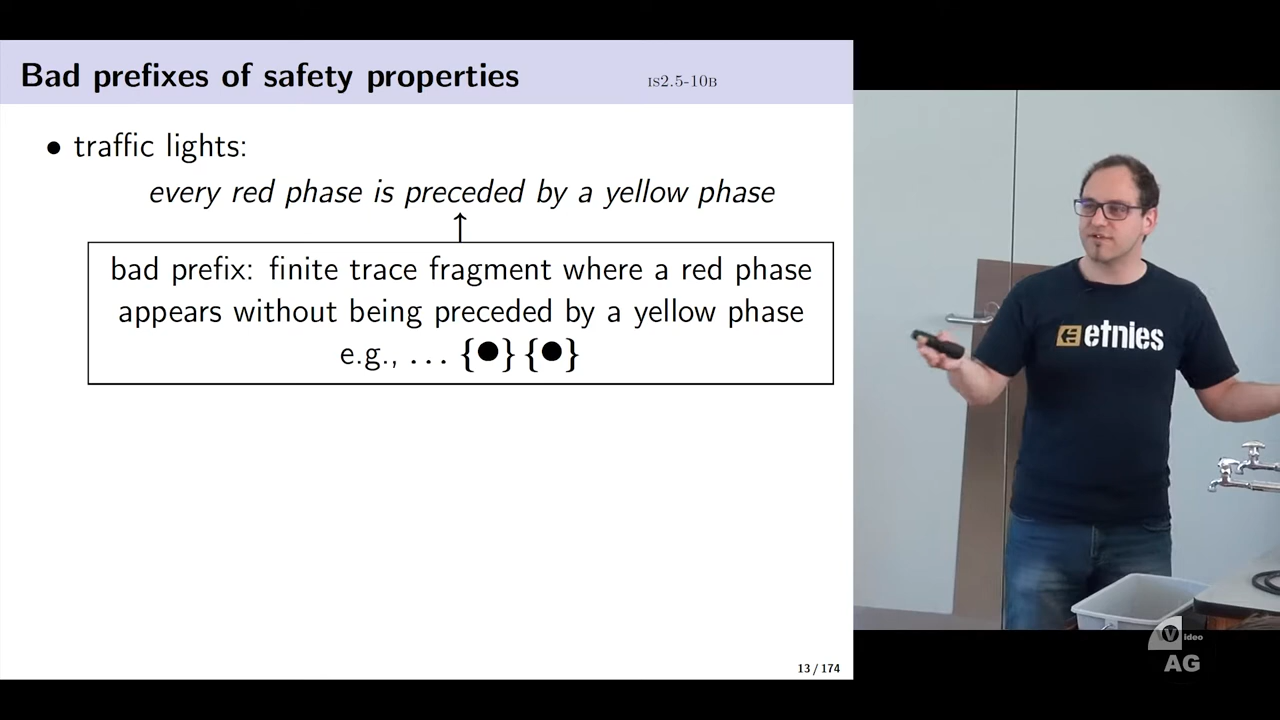 Bad prefixes of safety properties
IS2.5-10B
• traffic lights:
every red phase is preceded by a yellow phase
bad prefix: finite trace fragment where a red phase
appears without being preceded by a yellow phase
e.g., ... {●} {●}
13 / 174
etnies
Video
AG